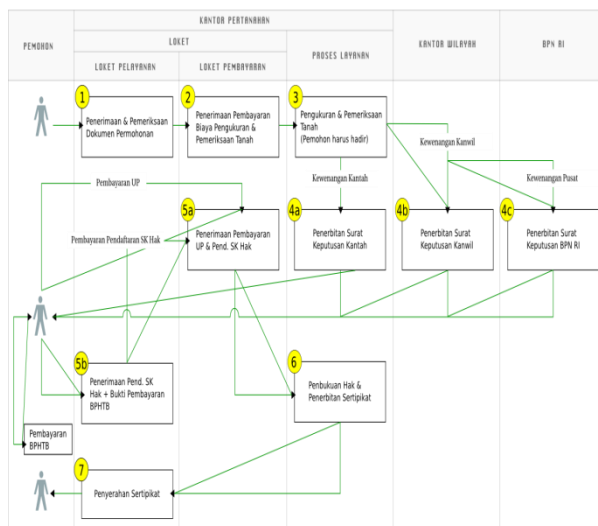 KANTOR PERTANAHAN
PEMOHON
LOKET
PROSES LAYANAN
KANTOR WILAYAH
BPN RI
LOKET PELAYANAN
LOKET PEMBAYARAN
1
Penerimaan & Pemeriksaan
Dokumen Permohonan
2
Penerimaan Pembayaran
Biaya Pengukuran &
Pemeriksaan Tanah
3
Pengukuran & Pemeriksaan
Tanah
(Pemohon harus hadir)
Kewenangan Kanwil
Kewenangan Kantah
Kewenangan Pusat
Pembayaran UP
Pembayaran Pendaftaran SK Hak
5a
Penerimaan Pembayaran
UP & Pend. SK Hak
4a
Penerbitan Surat
Keputusan Kantah
4b
Penerbitan Surat
Keputusan Kanwil
4c
Penerbitan Surat
Keputusan BPN RI
5b
Penerimaan Pend. SK
Hak + Bukti Pembayaran
BPHTB
6
Pembukuan Hak &
Penerbitan Sertipikat
Pembayaran
BPHTB
7
Penyerahan Sertipikat